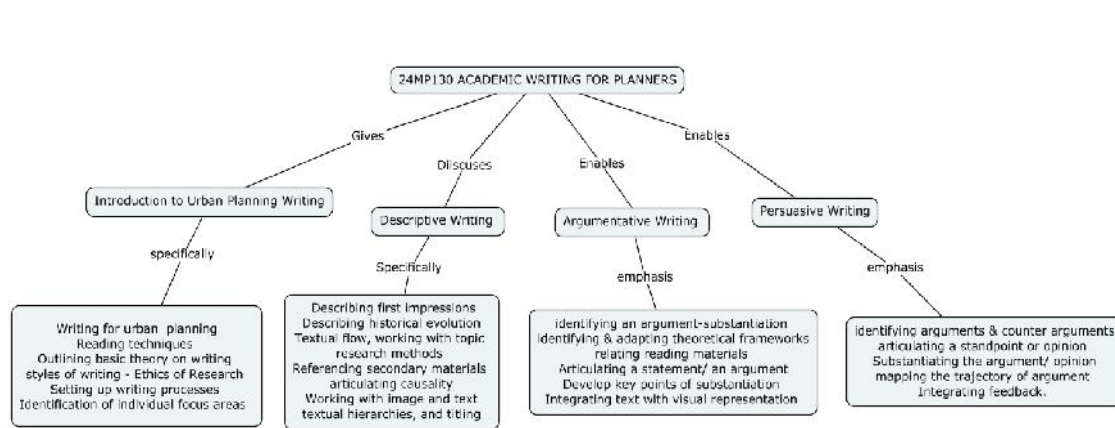 24MP130 ACADEMIC WRITING FOR PLANNERS
Gives
Diiscuses
Enables
Enables
Introduction to Urban Planning Writing
Descriptive Writing
Argumentative Writing
Persuasive Writing
specifically
Specifically
emphasis
emphasis
Writing for urban planning
Reading techniques
Outlining basic theory on writing
styles of writing - Ethics of Research
Setting up writing processes
Identification of individual focus areas
Describing first impressions
Describing historical evolution
Textual flow, working with topic
research methods
Referencing secondary materials
articulating causality
Working with image and text
textual hierarchies, and titling
identifying an argument-substantiation
identifying & adapting theoretical frameworks
relating reading materials
Articulating a statement/ an argument
Develop key points of substantiation
Integrating text with visual representation
identifying arguments & counter arguments
articulating a standpoint or opinion
Substantiating the argument/ opinion
mapping the trajectory of argument
Integrating feedback.